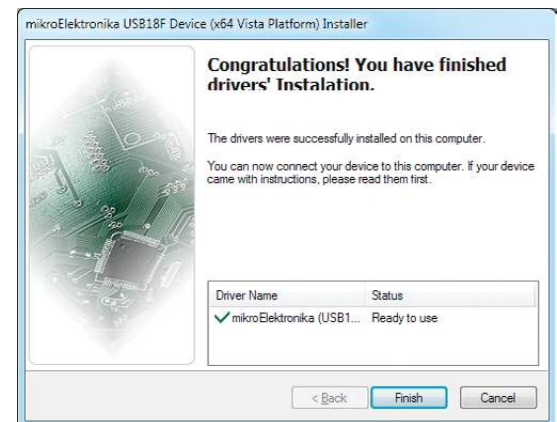 mikroElektronika USB18F Device (x64 Vista Platform) Installer
Congratulations! You have finished
drivers' Instalation.
The drivers were successfully installed on this computer.
You can now connect your device to this computer. If your device
came with instructions, please read them first.
Driver Name Status
mikroElektronika (USB1... Ready to use
< Back Finish Cancel